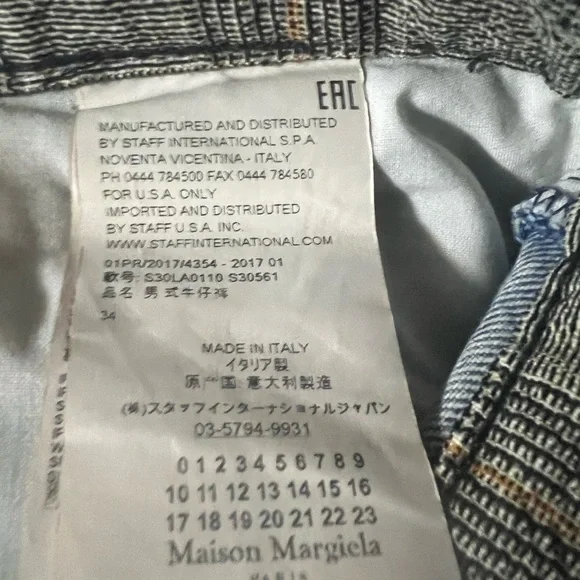 EAC
MANUFACTURED AND DISTRIBUTED
BY STAFF INTERNATIONAL S.P.A
NOVENTA VICENTINA - ITALY
PH 0444 784500 FAX 0444 784580
FOR U.S.A. ONLY
IMPORTED AND DISTRIBUTED
BY STAFF U.S.A. INC.
WWW.STAFFINTERNATIONAL.COM
01PR/2017/4354 - 2017 01
款号: S30LA0110 S30561
品名 男式牛仔裤
34
MADE IN ITALY
イタリア製
原産国:意大利製造
(株)スタッフインターナショナルジャパン
03-5794-9931
0 1 2 3 4 5 6 7 8 9
10 11 12 13 14 15 16
17 18 19 20 21 22 23
Maison Margiela
PARIS